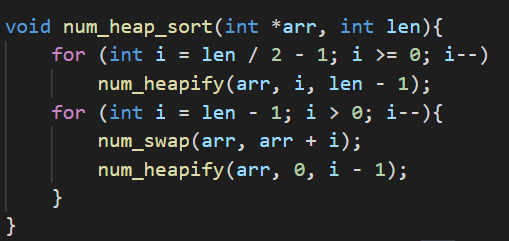 void num_heap_sort(int *arr, int len){
    for (int i = len / 2 - 1; i >= 0; i--)
        num_heapify(arr, i, len - 1);
    for (int i = len - 1; i > 0; i--){
        num_swap(arr, arr + i);
        num_heapify(arr, 0, i - 1);
    }
}